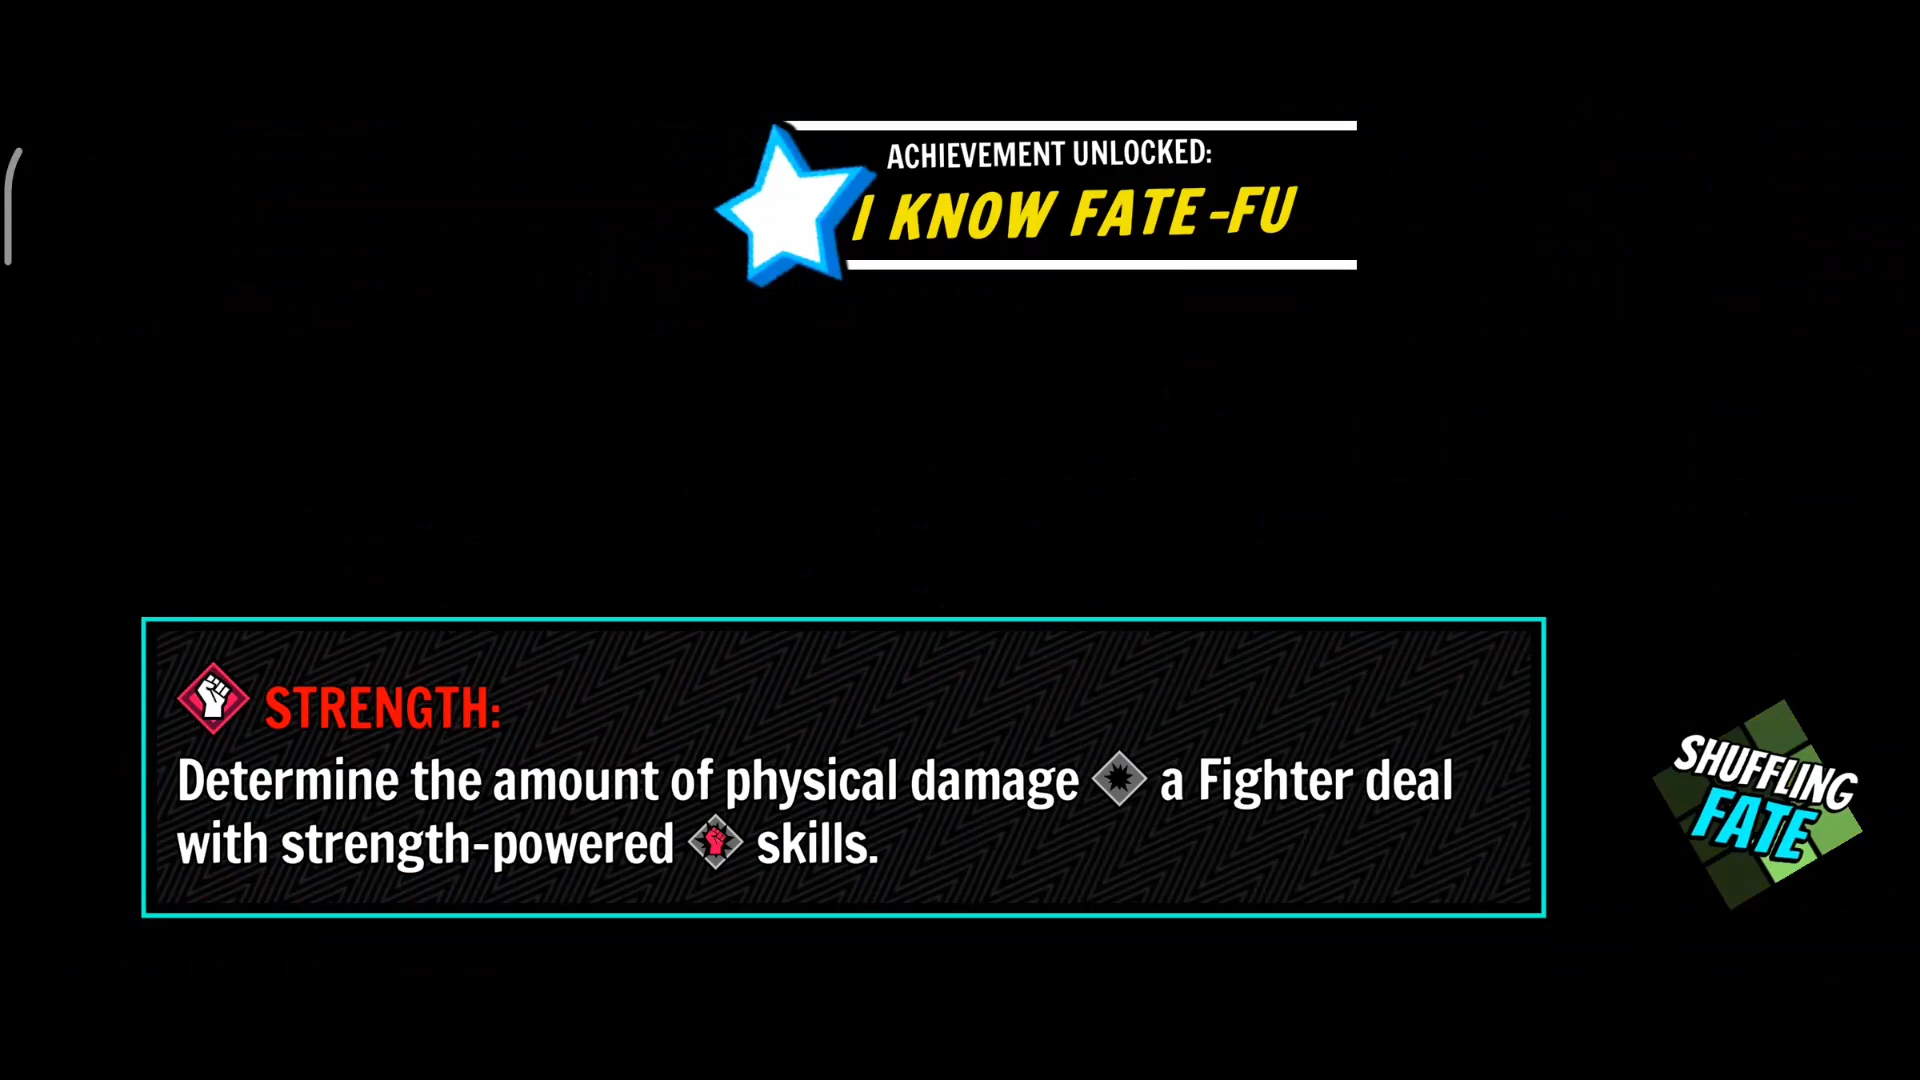 ACHIEVEMENT UNLOCKED:
I KNOW FATE-FU
STRENGTH:
Determine the amount of physical damage a Fighter deal
with strength-powered skills.
SHUFFLING
FATE